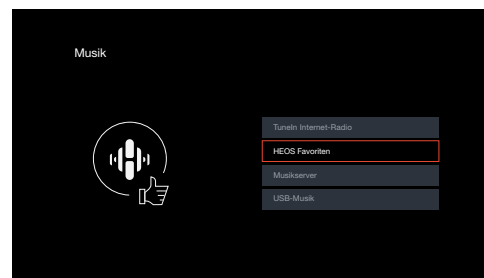 Musik
TuneIn Internet-Radio
HEOS Favoriten
Musikserver
USB-Musik